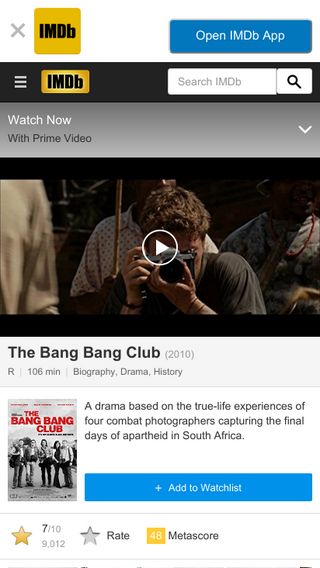 IMDb
Open IMDb App
IMDb
Search IMDb
Watch Now
With Prime Video
The Bang Bang Club (2010)
R | 106 min | Biography, Drama, History
THE
BANG BANG
CLUB
A drama based on the true-life experiences of
four combat photographers capturing the final
days of apartheid in South Africa.
+ Add to Watchlist
7/10
9,012
Rate
48 Metascore